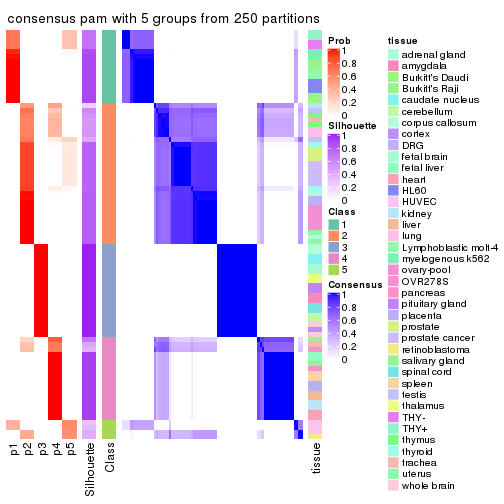 consensus pam with 5 groups from 250 partitions
Prob
1
0.8
0.6
0.4
0.2
0
Silhouette
1
0.8
0.6
0.4
0.2
0
Class
1
2
3
4
5
Consensus
1
0.8
0.6
0.4
0.2
0
tissue
adrenal gland
amygdala
Burkitt's Daudi
Burkitt's Raji
caudate nucleus
cerebellum
corpus callosum
cortex
DRG
fetal brain
fetal liver
heart
HL60
HUVEC
kidney
liver
lung
Lymphoblastic molt-4
myelogenous k562
ovary-pool
OVR278S
pancreas
pituitary gland
placenta
prostate
prostate cancer
retinoblastoma
salivary gland
spinal cord
spleen
testis
thalamus
THY-
THY+
thymus
thyroid
trachea
uterus
whole brain
p1
p2
p3
p4
p5
Silhouette
Class
tissue